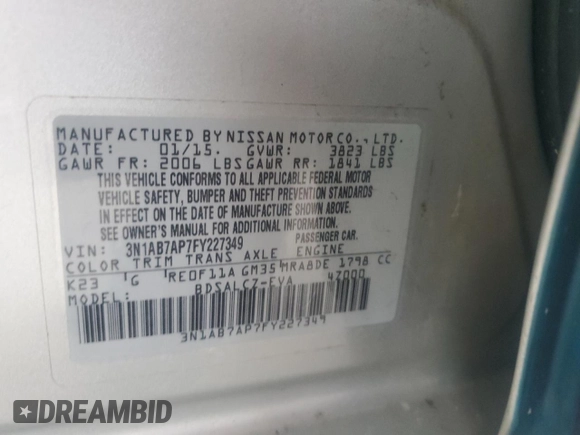 MANUFACTURED BY NISSAN MOTOR CO., LTD.
DATE: 01/15. GVWR: 3823 LBS
GAWR FR: 2006 LBS GAWR RR: 1841 LBS
THIS VEHICLE CONFORMS TO ALL APPLICABLE FEDERAL MOTOR
VEHICLE SAFETY, BUMPER AND THEFT PREVENTION STANDARDS
IN EFFECT ON THE DATE OF MANUFACTURE SHOWN ABOVE.
SEE OWNER'S MANUAL FOR ADDITIONAL INFORMATION.
VIN: 3N1AB7AP7FY227349 PASSENGER CAR.
COLOR TRIM TRANS AXLE ENGINE
K23 G RE0F11A GM35 MRA8DE 1798 CC
MODEL: BDSALCZ-EVA 47000
3N1AB7AP7FY227349
DREAMBID